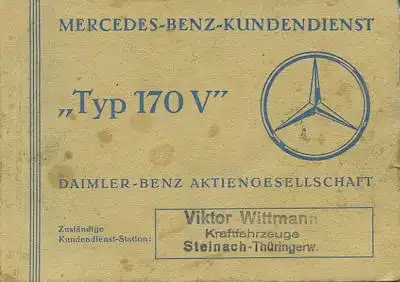 MERCEDES-BENZ-KUNDENDIENST
„Typ 170 V”
DAIMLER-BENZ AKTIENGESELLSCHAFT
Zuständige
Kundendienst-Station:
Viktor Wittmann
Kraftfahrzeuge
Steinach-Thüringerw.